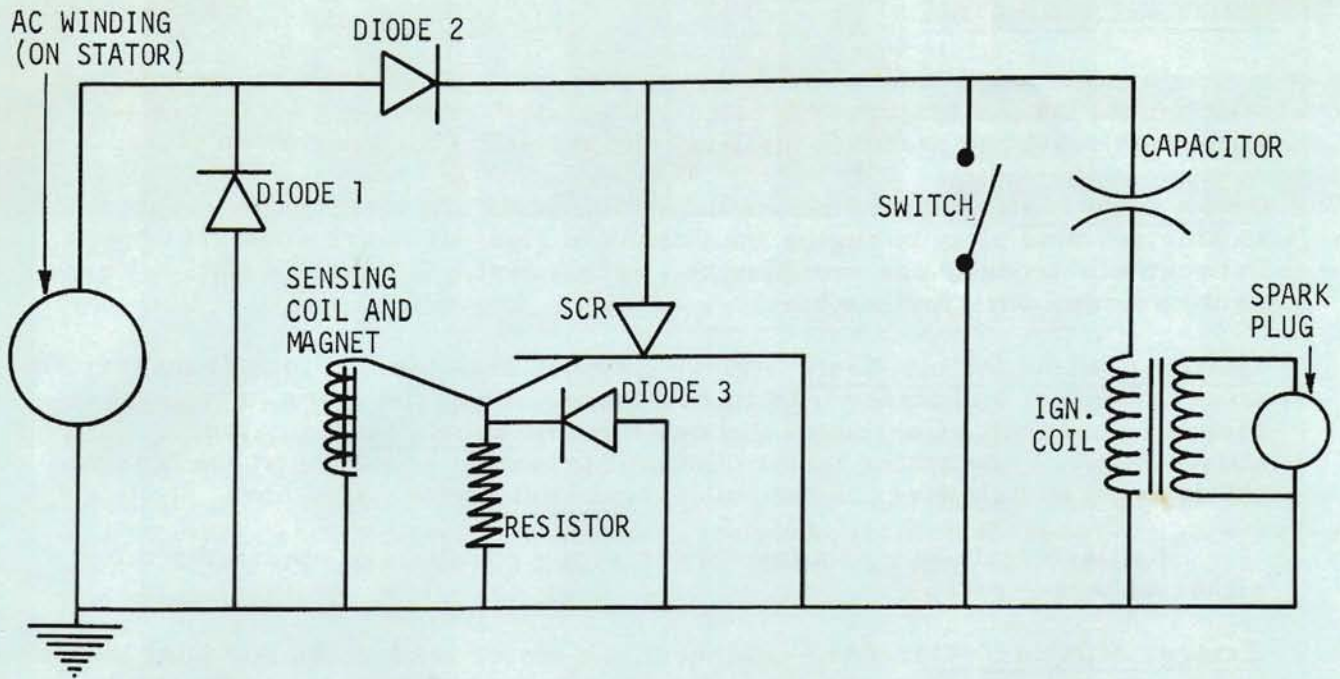 AC WINDING
(ON STATOR)
DIODE 2
DIODE 1
CAPACITOR
SWITCH
SENSING
COIL AND
MAGNET
SCR
SPARK
PLUG
DIODE 3
IGN.
COIL
RESISTOR